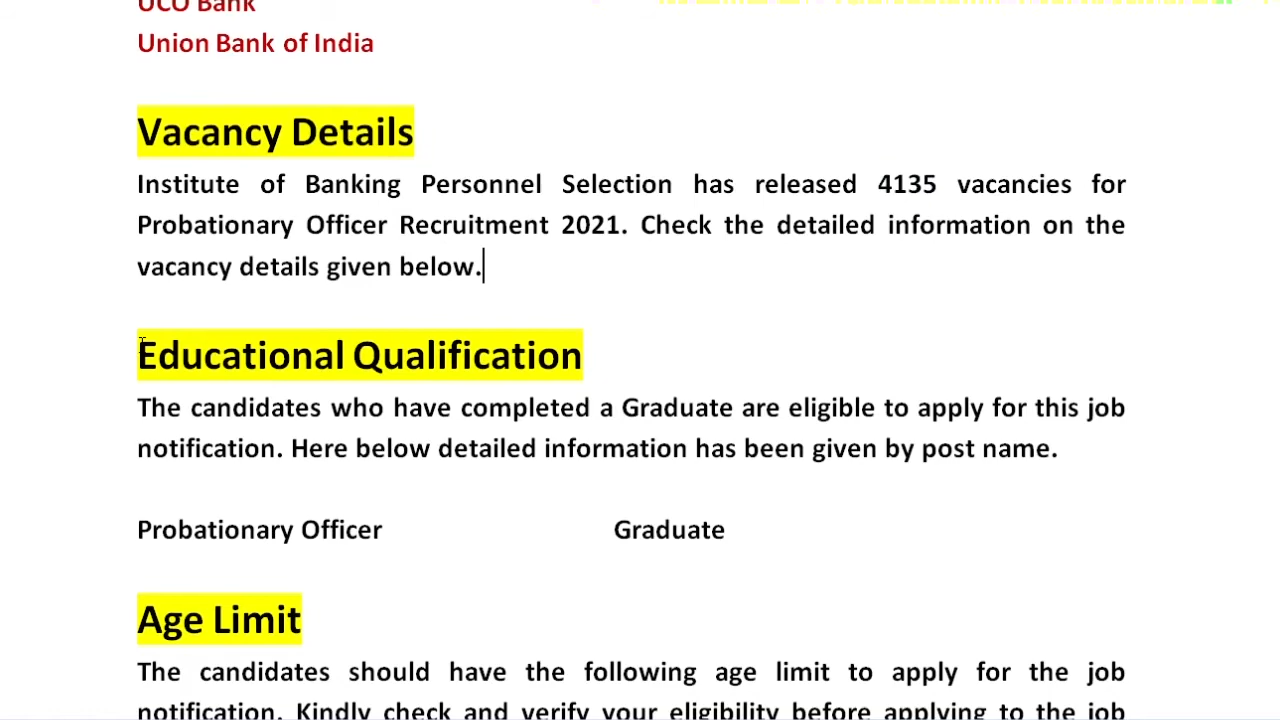 UCO Bank
Union Bank of India
Vacancy Details
Institute of Banking Personnel Selection has released 4135 vacancies for
Probationary Officer Recruitment 2021. Check the detailed information on the
vacancy details given below.
Educational Qualification
The candidates who have completed a Graduate are eligible to apply for this job
notification. Here below detailed information has been given by post name.
Probationary Officer Graduate
Age Limit
The candidates should have the following age limit to apply for the job
notification. Kindly check and verify your eligibility before applying to the job